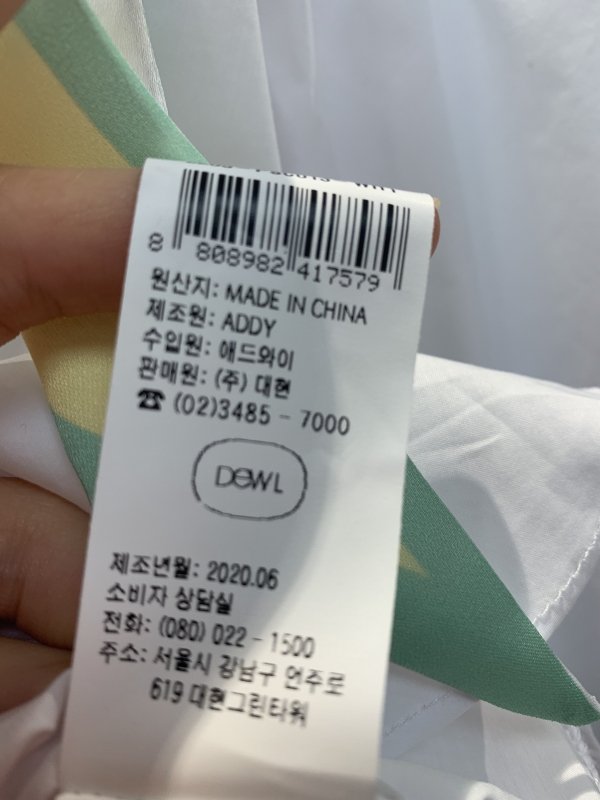 8 808982 417579
원산지: MADE IN CHINA
제조원: ADDY
수입원: 애드와이
판매원: (주) 대현
☎ (02)3485 - 7000
DEWL
제조년월: 2020.06
소비자 상담실
전화: (080) 022 - 1500
주소: 서울시 강남구 언주로
619 대현그린타워